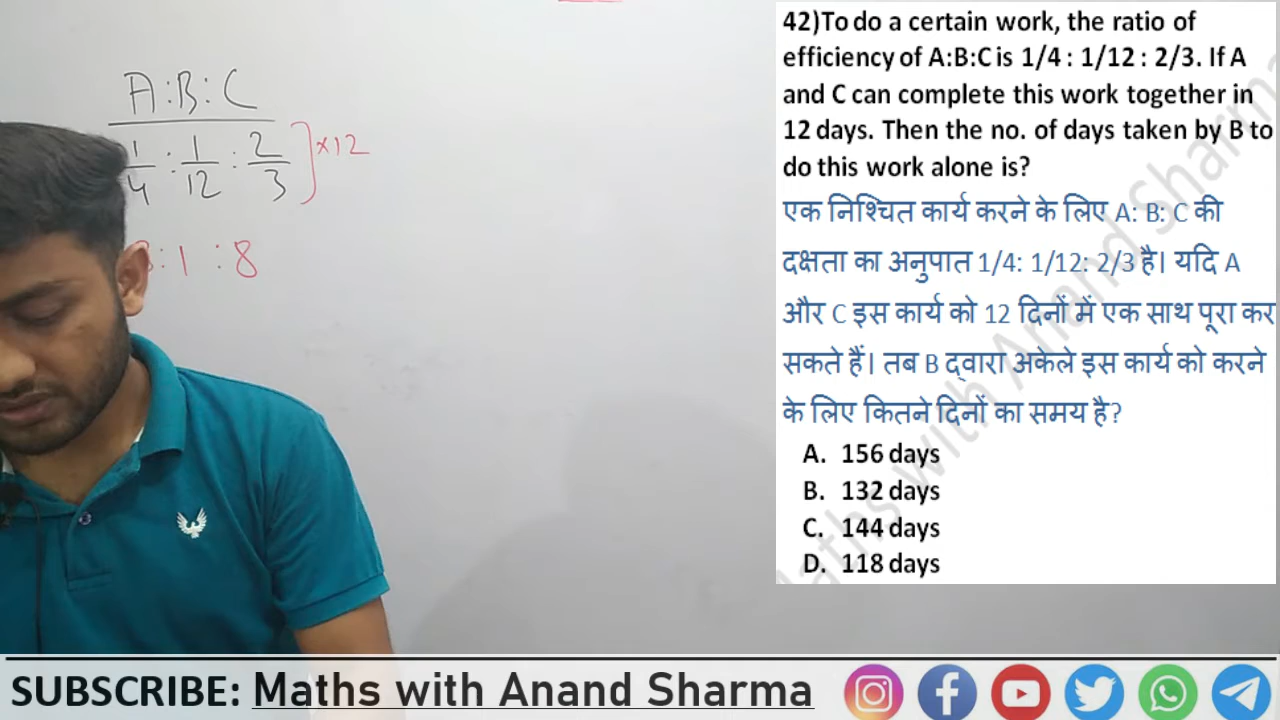 A:B:C
1/4 : 1/12 : 2/3 ] ×12
:1 : 8
42)To do a certain work, the ratio of
efficiency of A:B:C is 1/4 : 1/12 : 2/3. If A
and C can complete this work together in
12 days. Then the no. of days taken by B to
do this work alone is?
एक निश्चित कार्य करने के लिए A: B: C की
दक्षता का अनुपात 1/4: 1/12: 2/3 है। यदि A
और C इस कार्य को 12 दिनों में एक साथ पूरा कर
सकते हैं। तब B द्वारा अकेले इस कार्य को करने
के लिए कितने दिनों का समय है?
A. 156 days
B. 132 days
C. 144 days
D. 118 days
Maths with Anand Sharma
SUBSCRIBE: Maths with Anand Sharma